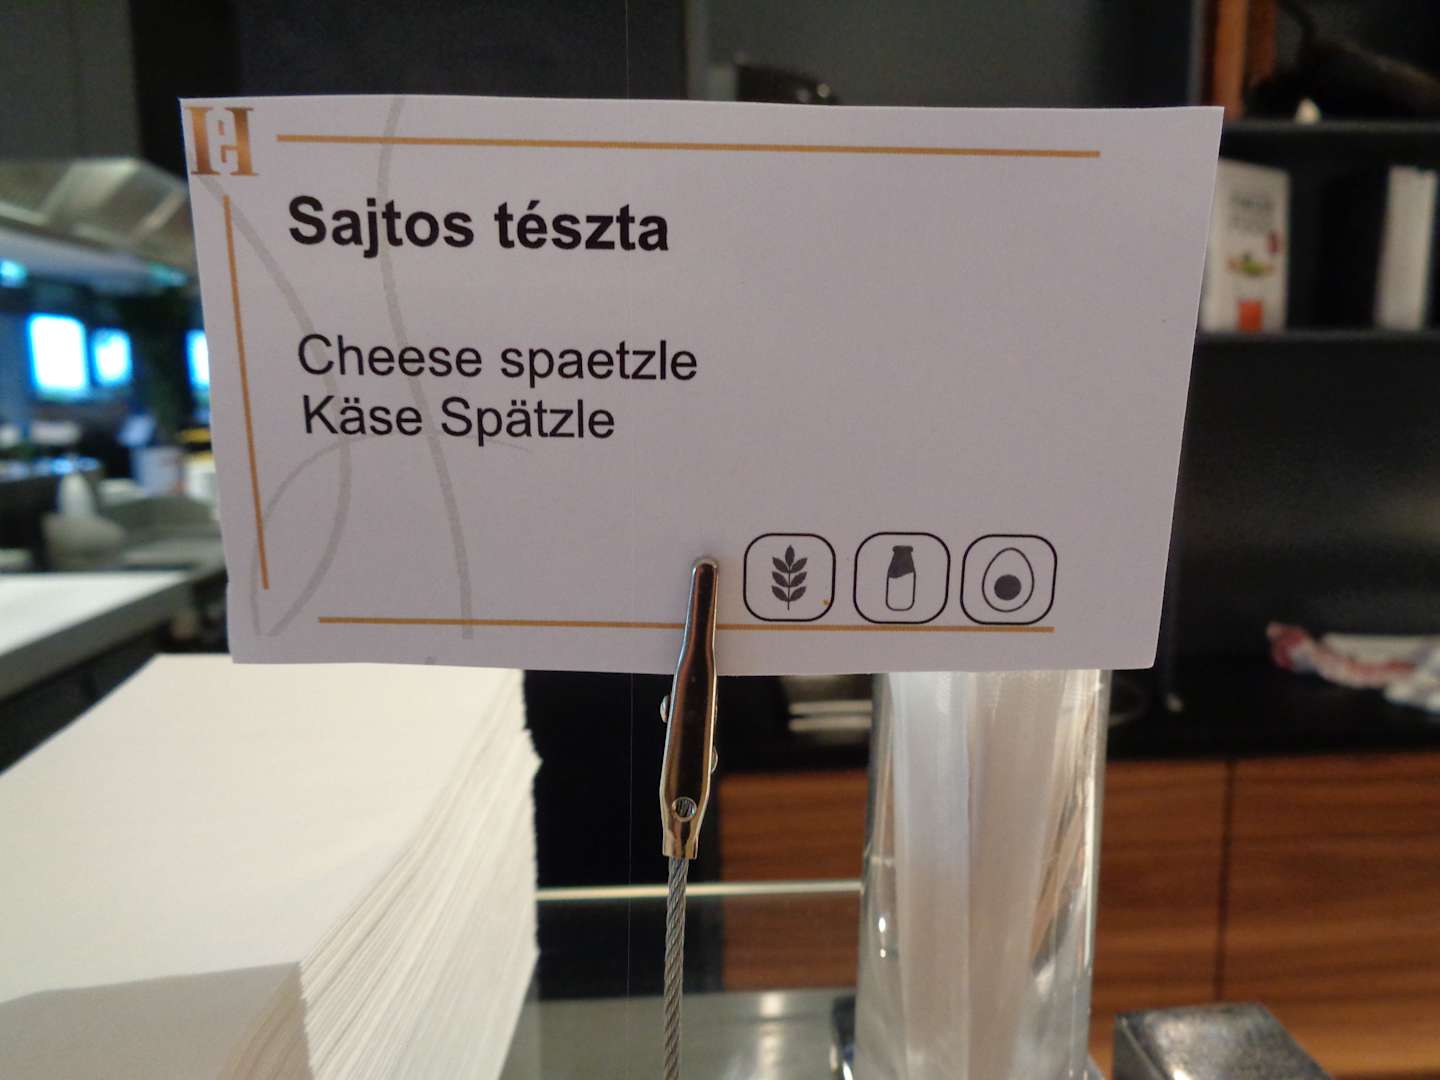 Sajtos tészta
Cheese spaetzle
Käse Spätzle